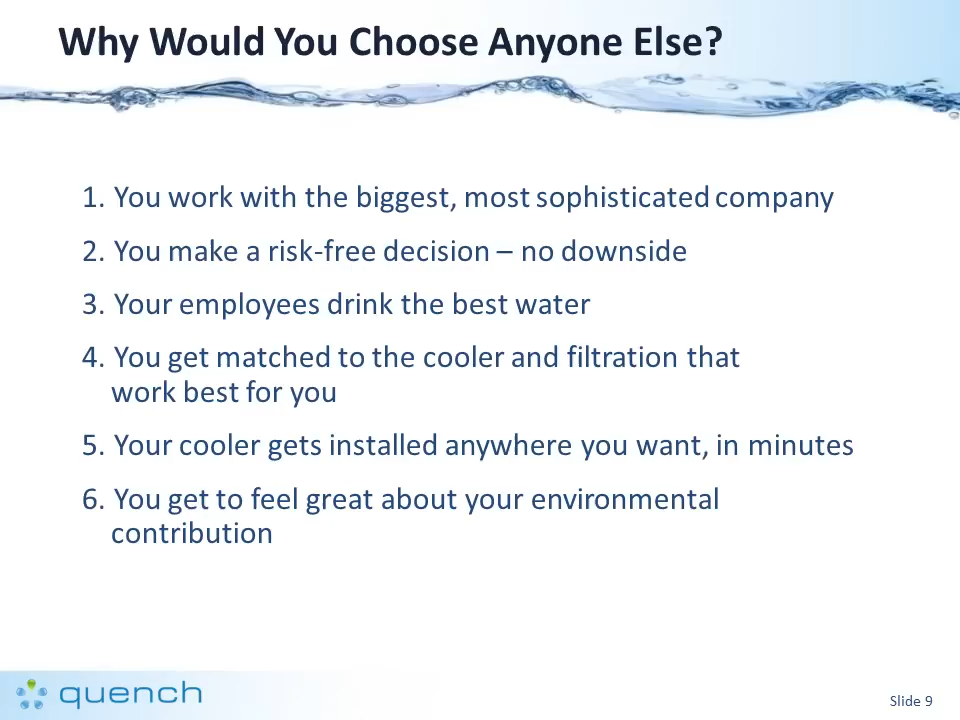 Why Would You Choose Anyone Else?
1. You work with the biggest, most sophisticated company
2. You make a risk-free decision – no downside
3. Your employees drink the best water
4. You get matched to the cooler and filtration that
work best for you
5. Your cooler gets installed anywhere you want, in minutes
6. You get to feel great about your environmental
contribution
quench
Slide 9